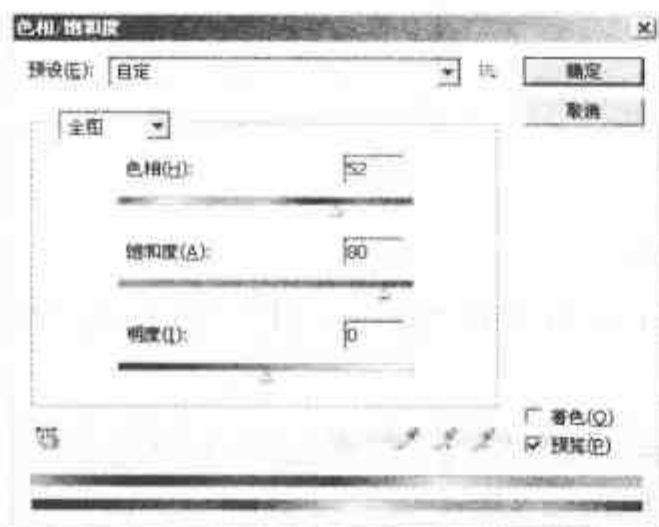 色相/饱和度
预设(E): 自定
确定
取消
全图
色相(H): 52
饱和度(A): 80
明度(I): 0
着色(O)
预览(P)